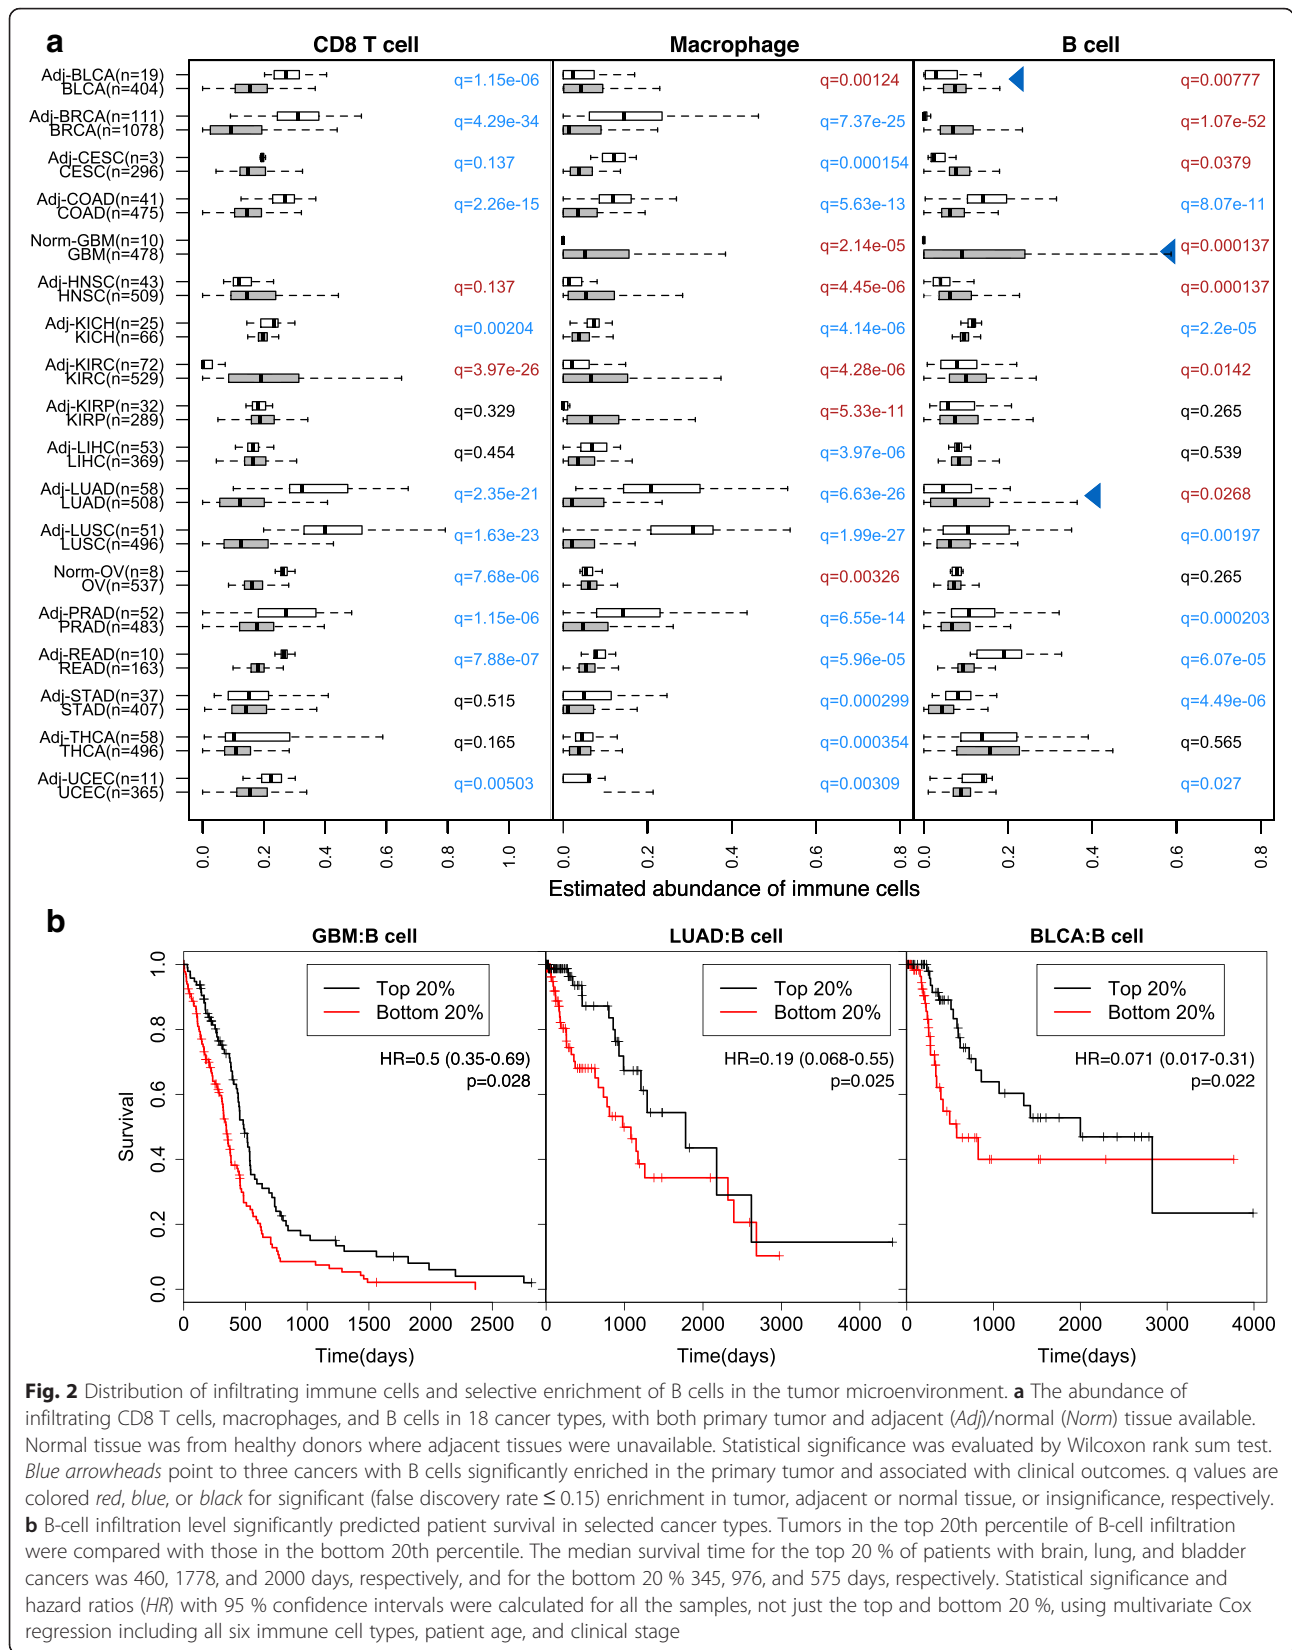 a
CD8 T cell
Macrophage
B cell
Adj-BLCA(n=19)
BLCA(n=404)
q=1.15e-06
q=0.00124
q=0.00777
Adj-BRCA(n=111)
BRCA(n=1078)
q=4.29e-34
q=7.37e-25
q=1.07e-52
Adj-CESC(n=3)
CESC(n=296)
q=0.137
q=0.000154
q=0.0379
Adj-COAD(n=41)
COAD(n=475)
q=2.26e-15
q=5.63e-13
q=8.07e-11
Norm-GBM(n=10)
GBM(n=478)
q=2.14e-05
q=0.000137
Adj-HNSC(n=43)
HNSC(n=509)
q=0.137
q=4.45e-06
q=0.000137
Adj-KICH(n=25)
KICH(n=66)
q=0.00204
q=4.14e-06
q=2.2e-05
Adj-KIRC(n=72)
KIRC(n=529)
q=3.97e-26
q=4.28e-06
q=0.0142
Adj-KIRP(n=32)
KIRP(n=289)
q=0.329
q=5.33e-11
q=0.265
Adj-LIHC(n=53)
LIHC(n=369)
q=0.454
q=3.97e-06
q=0.539
Adj-LUAD(n=58)
LUAD(n=508)
q=2.35e-21
q=6.63e-26
q=0.0268
Adj-LUSC(n=51)
LUSC(n=496)
q=1.63e-23
q=1.99e-27
q=0.00197
Norm-OV(n=8)
OV(n=537)
q=7.68e-06
q=0.00326
q=0.265
Adj-PRAD(n=52)
PRAD(n=483)
q=1.15e-06
q=6.55e-14
q=0.000203
Adj-READ(n=10)
READ(n=163)
q=7.88e-07
q=5.96e-05
q=6.07e-05
Adj-STAD(n=37)
STAD(n=407)
q=0.515
q=0.000299
q=4.49e-06
Adj-THCA(n=58)
THCA(n=496)
q=0.165
q=0.000354
q=0.565
Adj-UCEC(n=11)
UCEC(n=365)
q=0.00503
q=0.00309
q=0.027
0.0 0.2 0.4 0.6 0.8 1.0
0.0 0.2 0.4 0.6 0.8
0.0 0.2 0.4 0.6 0.8
Estimated abundance of immune cells
b
GBM:B cell
LUAD:B cell
BLCA:B cell
Survival
0.0 0.2 0.4 0.6 0.8 1.0
Top 20%
Bottom 20%
HR=0.5 (0.35-0.69)
p=0.028
Top 20%
Bottom 20%
HR=0.19 (0.068-0.55)
p=0.025
Top 20%
Bottom 20%
HR=0.071 (0.017-0.31)
p=0.022
0 500 1000 1500 2000 2500
0 1000 2000 3000 4000
0 1000 2000 3000 4000
Time(days)
Time(days)
Time(days)
Fig. 2 Distribution of infiltrating immune cells and selective enrichment of B cells in the tumor microenvironment. a The abundance of
infiltrating CD8 T cells, macrophages, and B cells in 18 cancer types, with both primary tumor and adjacent (Adj)/normal (Norm) tissue available.
Normal tissue was from healthy donors where adjacent tissues were unavailable. Statistical significance was evaluated by Wilcoxon rank sum test.
Blue arrowheads point to three cancers with B cells significantly enriched in the primary tumor and associated with clinical outcomes. q values are
colored red, blue, or black for significant (false discovery rate ≤ 0.15) enrichment in tumor, adjacent or normal tissue, or insignificance, respectively.
b B-cell infiltration level significantly predicted patient survival in selected cancer types. Tumors in the top 20th percentile of B-cell infiltration
were compared with those in the bottom 20th percentile. The median survival time for the top 20 % of patients with brain, lung, and bladder
cancers was 460, 1778, and 2000 days, respectively, and for the bottom 20 % 345, 976, and 575 days, respectively. Statistical significance and
hazard ratios (HR) with 95 % confidence intervals were calculated for all the samples, not just the top and bottom 20 %, using multivariate Cox
regression including all six immune cell types, patient age, and clinical stage